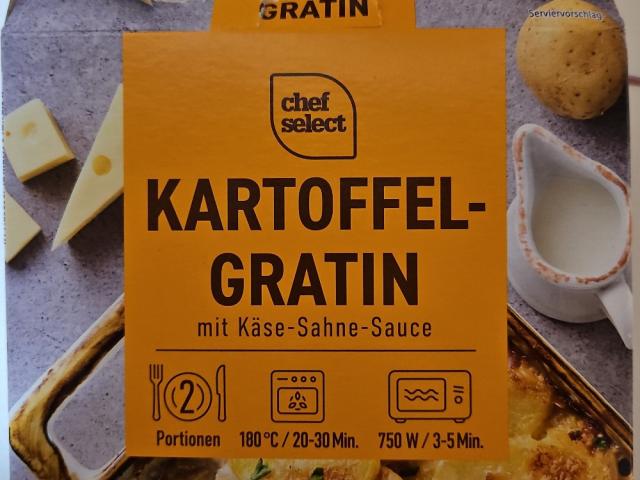 GRATIN
Serviervorschlag
chef
select
KARTOFFEL-
GRATIN
mit Käse-Sahne-Sauce
2
Portionen 180°C / 20-30 Min. 750 W / 3-5 Min.